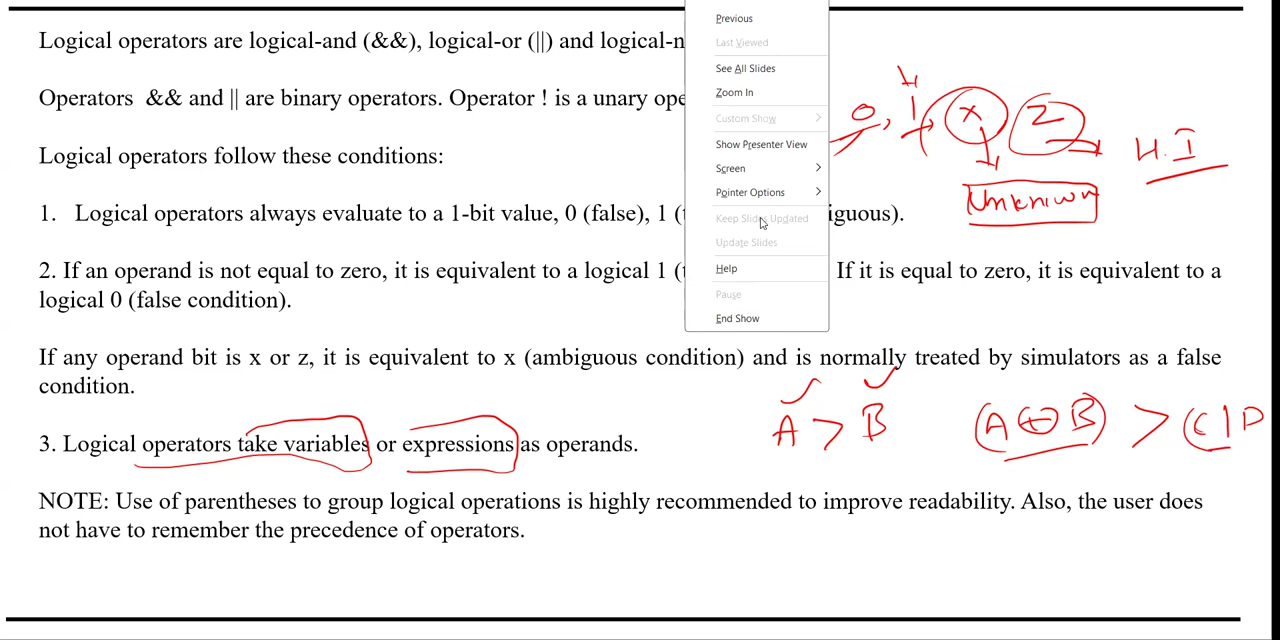 Logical operators are logical-and (&&), logical-or (||) and logical-n
Operators && and || are binary operators. Operator ! is a unary ope
Logical operators follow these conditions:
1. Logical operators always evaluate to a 1-bit value, 0 (false), 1 (t
iguous).
2. If an operand is not equal to zero, it is equivalent to a logical 1 (
If it is equal to zero, it is equivalent to a
logical 0 (false condition).
If any operand bit is x or z, it is equivalent to x (ambiguous condition) and is normally treated by simulators as a false
condition.
3. Logical operators take variables or expressions as operands.
NOTE: Use of parentheses to group logical operations is highly recommended to improve readability. Also, the user does
not have to remember the precedence of operators.
Previous
Last Viewed
See All Slides
Zoom In
Custom Show
Show Presenter View
Screen
Pointer Options
Keep Slides Updated
Update Slides
Help
Pause
End Show
0, 1, x z
H.I
Unknown
A > B
(A ⊕ B) > (C|D